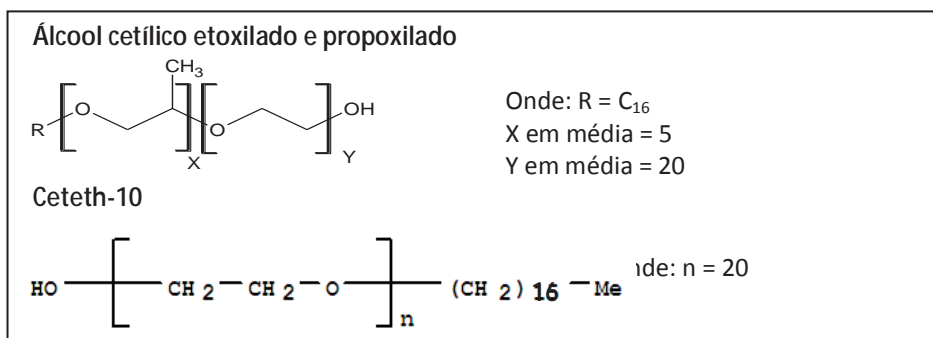 Álcool cetílico etoxilado e propoxilado
CH3
R O O OH
X Y
Onde: R = C16
X em média = 5
Y em média = 20
Ceteth-10
HO CH2 CH2 O (CH2)16 Me
n
nde: n = 20